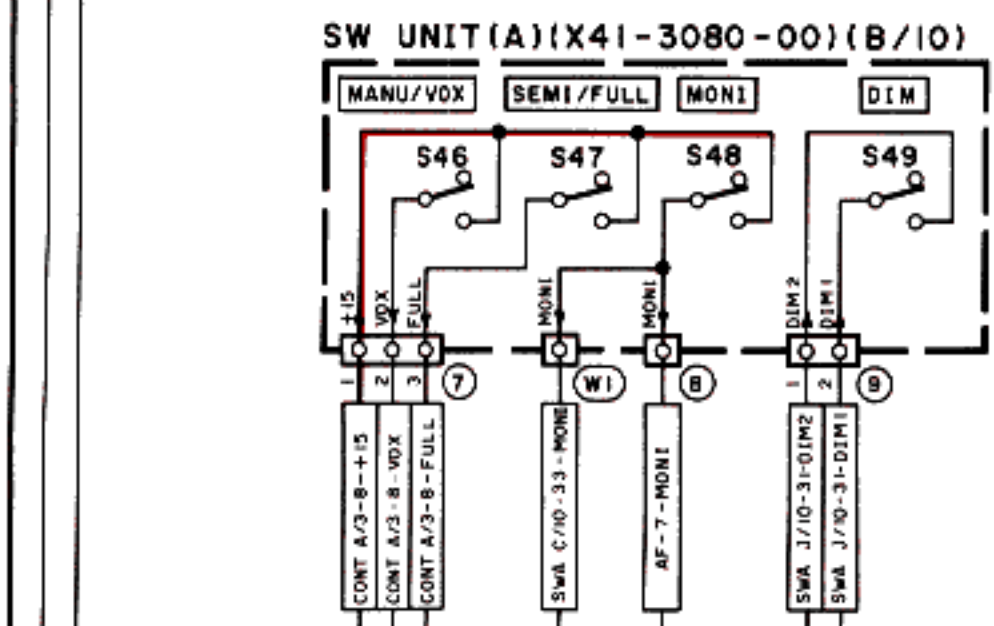 SW UNIT(A)(X41-3080-00)(B/10)
MANU/VOX SEMI/FULL MONI DIM
S46 S47 S48 S49
+15 VOX FULL MONI MONI DIM2 DIM1
1 2 3 7 W1 8 1 2 9
CONT A/3-8-+15
CONT A/3-8-VOX
CONT A/3-8-FULL
SWA C/10-33-MONI
AF-7-MONI
SWA J/10-31-DIM2
SWA J/10-31-DIM1